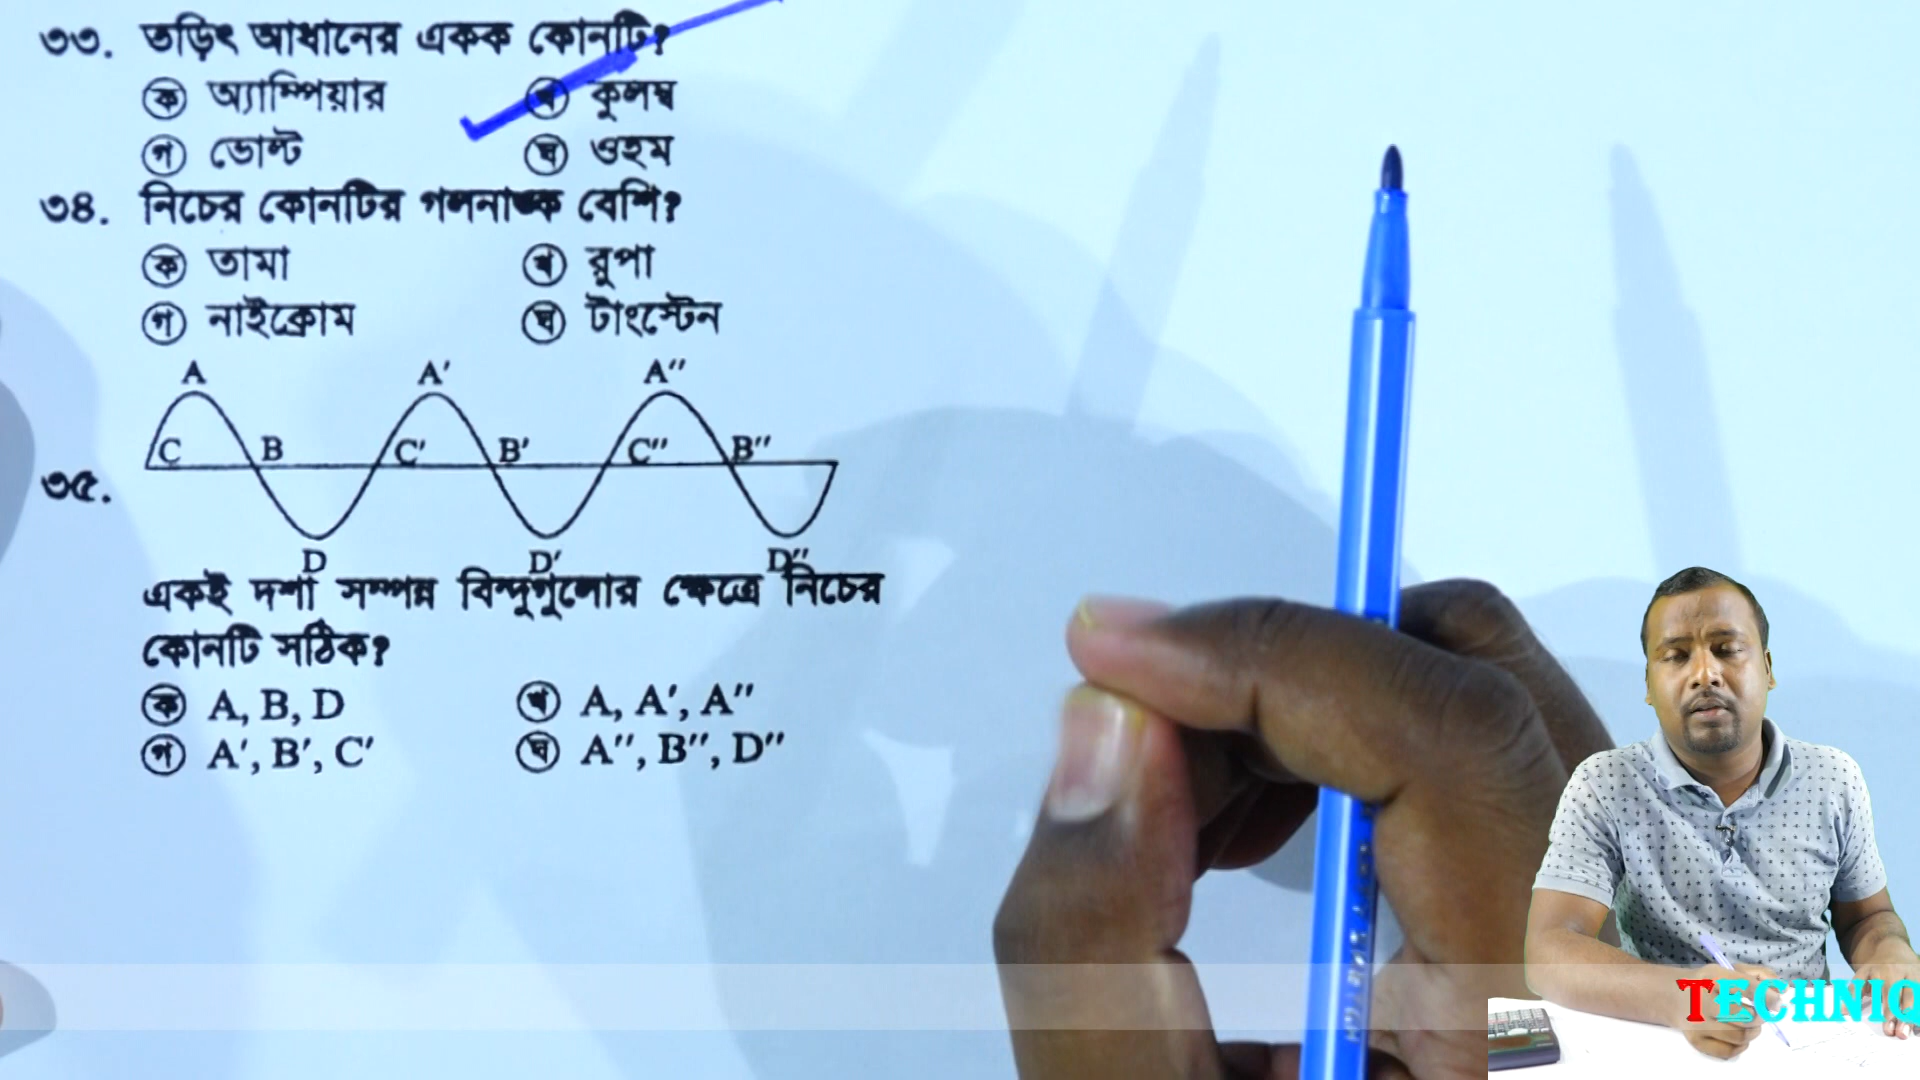 ৩৩. তড়িৎ আধানের একক কোনটি?
ক অ্যাম্পিয়ার খ কুলম্ব
গ ভোল্ট ঘ ওহম
৩৪. নিচের কোনটির গলনাঙ্ক বেশি?
ক তামা খ রুপা
গ নাইক্রোম ঘ টাংস্টেন
A A′ A″
C B C′ B′ C″ B″
৩৫.
D D′ D″
একই দশা সম্পন্ন বিন্দুগুলোর ক্ষেত্রে নিচের
কোনটি সঠিক?
ক A, B, D খ A, A′, A″
গ A′, B′, C′ ঘ A″, B″, D″
TECHNIQ